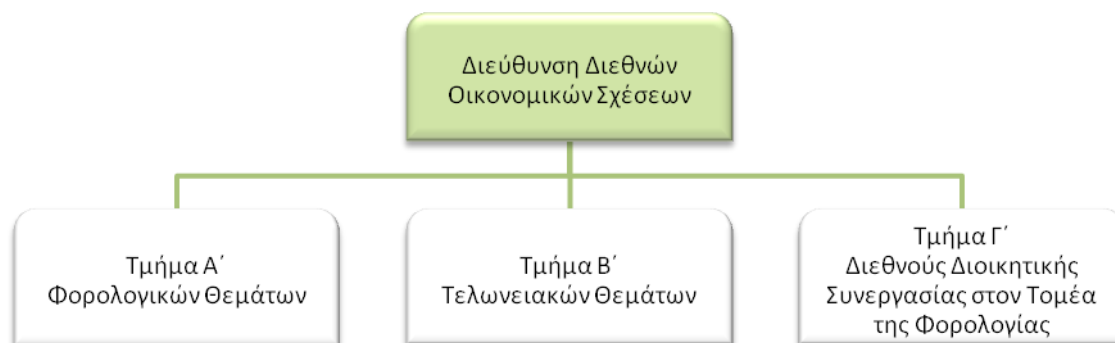 Διεύθυνση Διεθνών
Οικονομικών Σχέσεων
Τμήμα Α΄
Φορολογικών Θεμάτων
Τμήμα Β΄
Τελωνειακών Θεμάτων
Τμήμα Γ΄
Διεθνούς Διοικητικής
Συνεργασίας στον Τομέα
της Φορολογίας